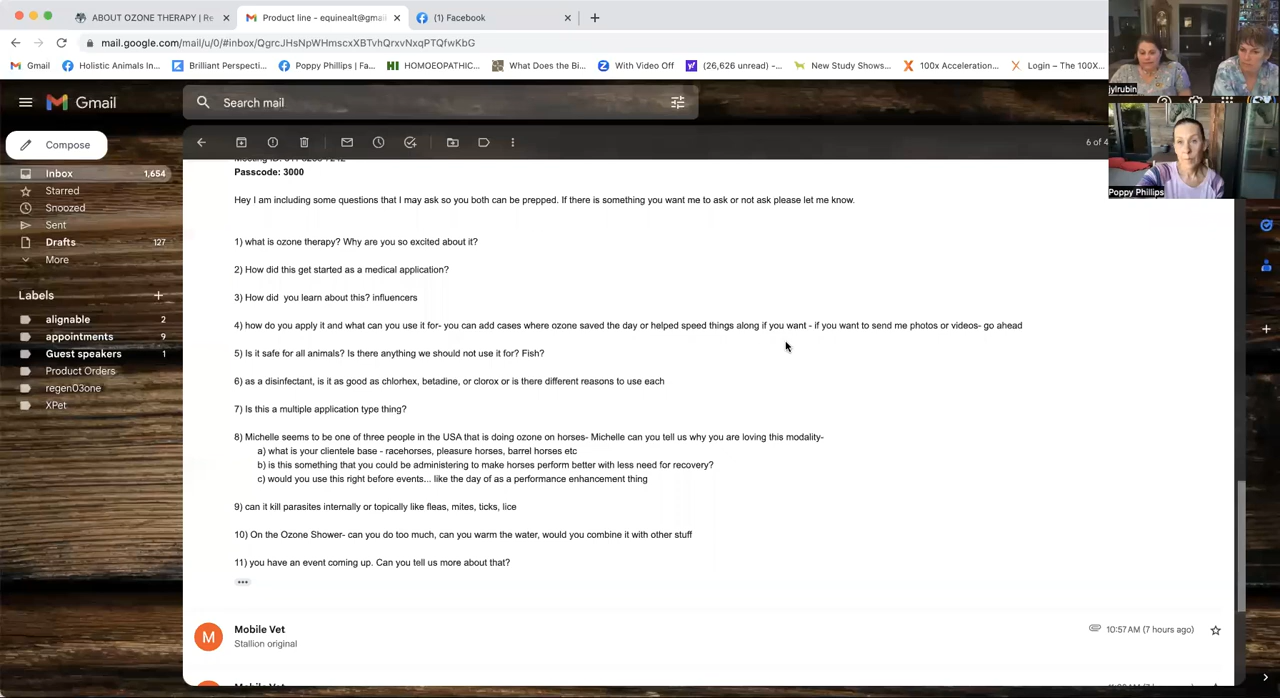 ABOUT OZONE THERAPY | Re
Product line - equinealt@gmai
(1) Facebook
mail.google.com/mail/u/0/#inbox/QgrcJHsNpWHmscxXBTvhQrxvNxqPTQfwKbG
Gmail
Holistic Animals In...
Brilliant Perspecti...
Poppy Phillips | Fa...
HOMOEOPATHIC...
What Does the Bi...
With Video Off
(26,626 unread) -...
New Study Shows...
100x Acceleration...
Login – The 100X...
Gmail
Search mail
Compose
6 of 4
Inbox 1,654
Starred
Snoozed
Sent
Drafts 127
More
Labels
alignable 2
appointments 9
Guest speakers 1
Product Orders
regen03one
XPet
Passcode: 3000
Hey I am including some questions that I may ask so you both can be prepped. If there is something you want me to ask or not ask please let me know.
1) what is ozone therapy? Why are you so excited about it?
2) How did this get started as a medical application?
3) How did you learn about this? influencers
4) how do you apply it and what can you use it for- you can add cases where ozone saved the day or helped speed things along if you want - if you want to send me photos or videos- go ahead
5) Is it safe for all animals? Is there anything we should not use it for? Fish?
6) as a disinfectant, is it as good as chlorhex, betadine, or clorox or is there different reasons to use each
7) Is this a multiple application type thing?
8) Michelle seems to be one of three people in the USA that is doing ozone on horses- Michelle can you tell us why you are loving this modality-
a) what is your clientele base - racehorses, pleasure horses, barrel horses etc
b) is this something that you could be administering to make horses perform better with less need for recovery?
c) would you use this right before events... like the day of as a performance enhancement thing
9) can it kill parasites internally or topically like fleas, mites, ticks, lice
10) On the Ozone Shower- can you do too much, can you warm the water, would you combine it with other stuff
11) you have an event coming up. Can you tell us more about that?
M
Mobile Vet
10:57 AM (7 hours ago)
Stallion original
jylrubin
Poppy Phillips